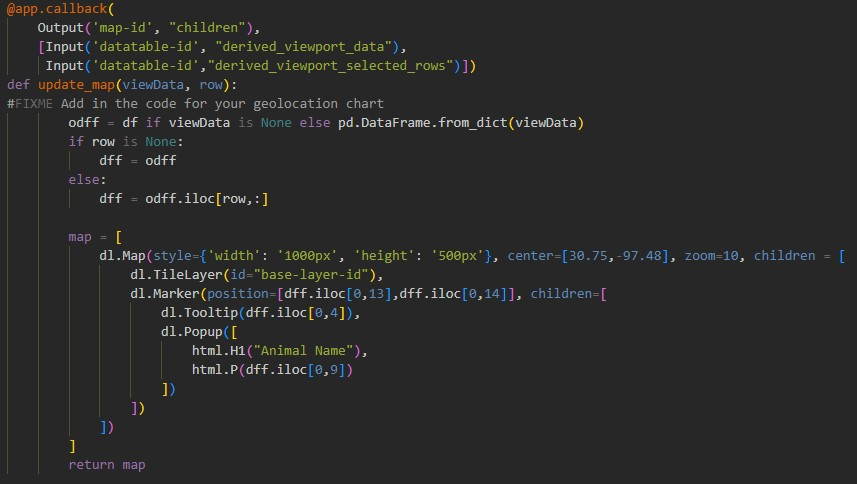 @app.callback(
    Output('map-id', "children"),
    [Input('datatable-id', "derived_viewport_data"),
     Input('datatable-id',"derived_viewport_selected_rows")])
def update_map(viewData, row):
#FIXME Add in the code for your geolocation chart
        odff = df if viewData is None else pd.DataFrame.from_dict(viewData)
        if row is None:
            dff = odff
        else:
            dff = odff.iloc[row,:]

        map = [
            dl.Map(style={'width': '1000px', 'height': '500px'}, center=[30.75,-97.48], zoom=10, children = [
                dl.TileLayer(id="base-layer-id"),
                dl.Marker(position=[dff.iloc[0,13],dff.iloc[0,14]], children=[
                    dl.Tooltip(dff.iloc[0,4]),
                    dl.Popup([
                        html.H1("Animal Name"),
                        html.P(dff.iloc[0,9])
                    ])
                ])
            ])
        ]
        return map